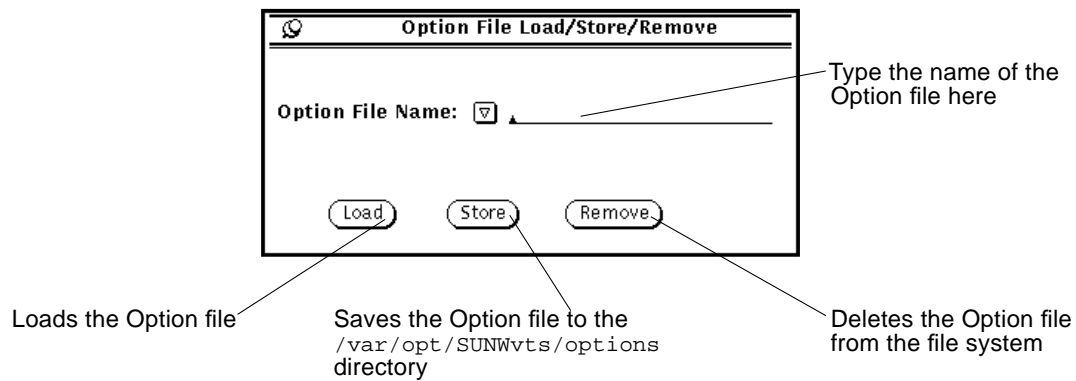 Option File Load/Store/Remove
Type the name of the
Option file here
Option File Name:
Load
Store
Remove
Loads the Option file
Saves the Option file to the
/var/opt/SUNWvts/options
directory
Deletes the Option file
from the file system